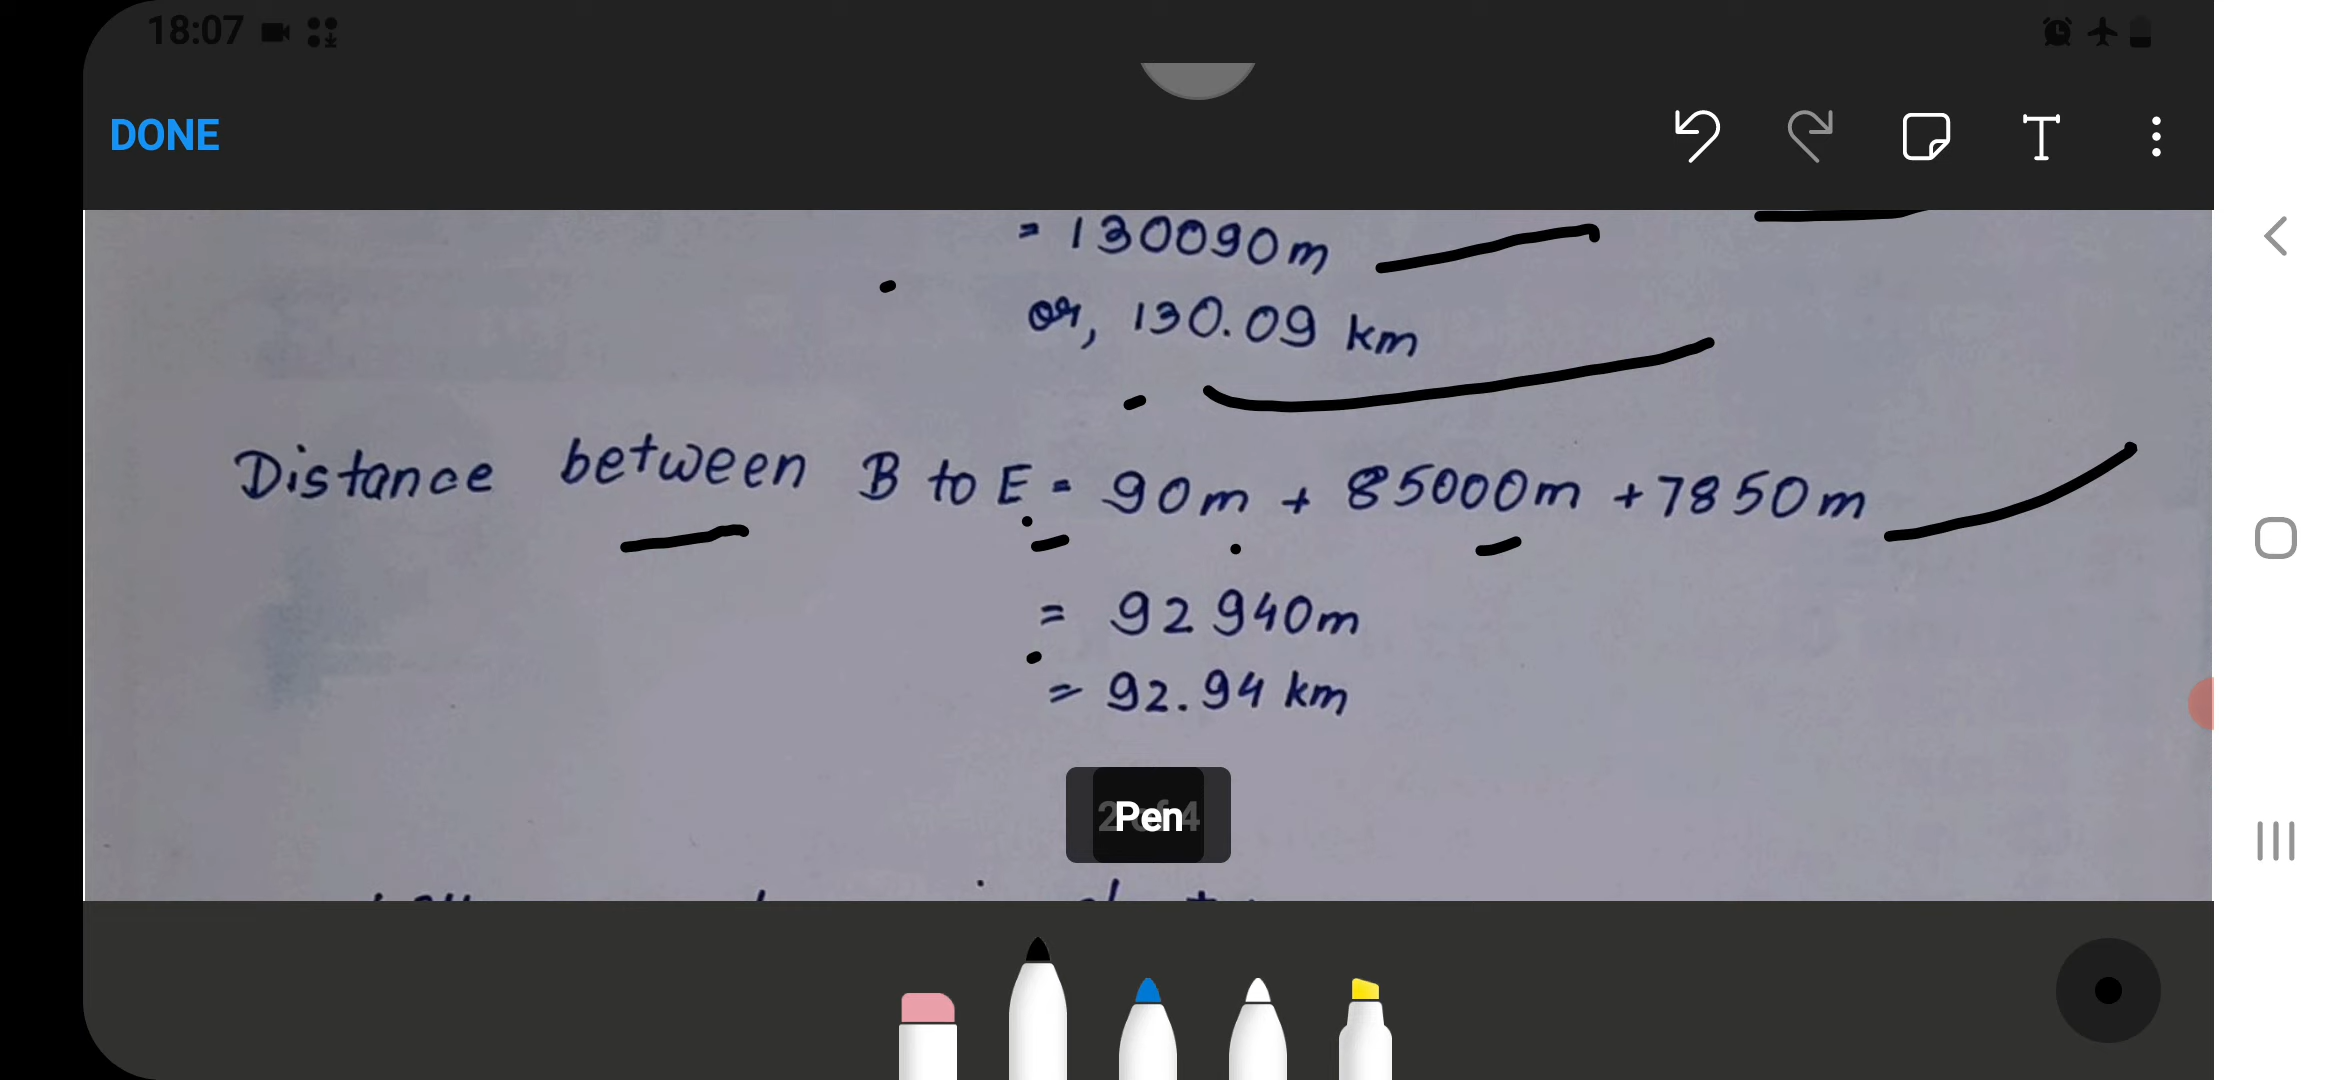 18:07
DONE
= 130090m
or, 130.09 km
Distance between B to E = 90m + 85000m + 7850m
= 92940m
= 92.94 km
Pen